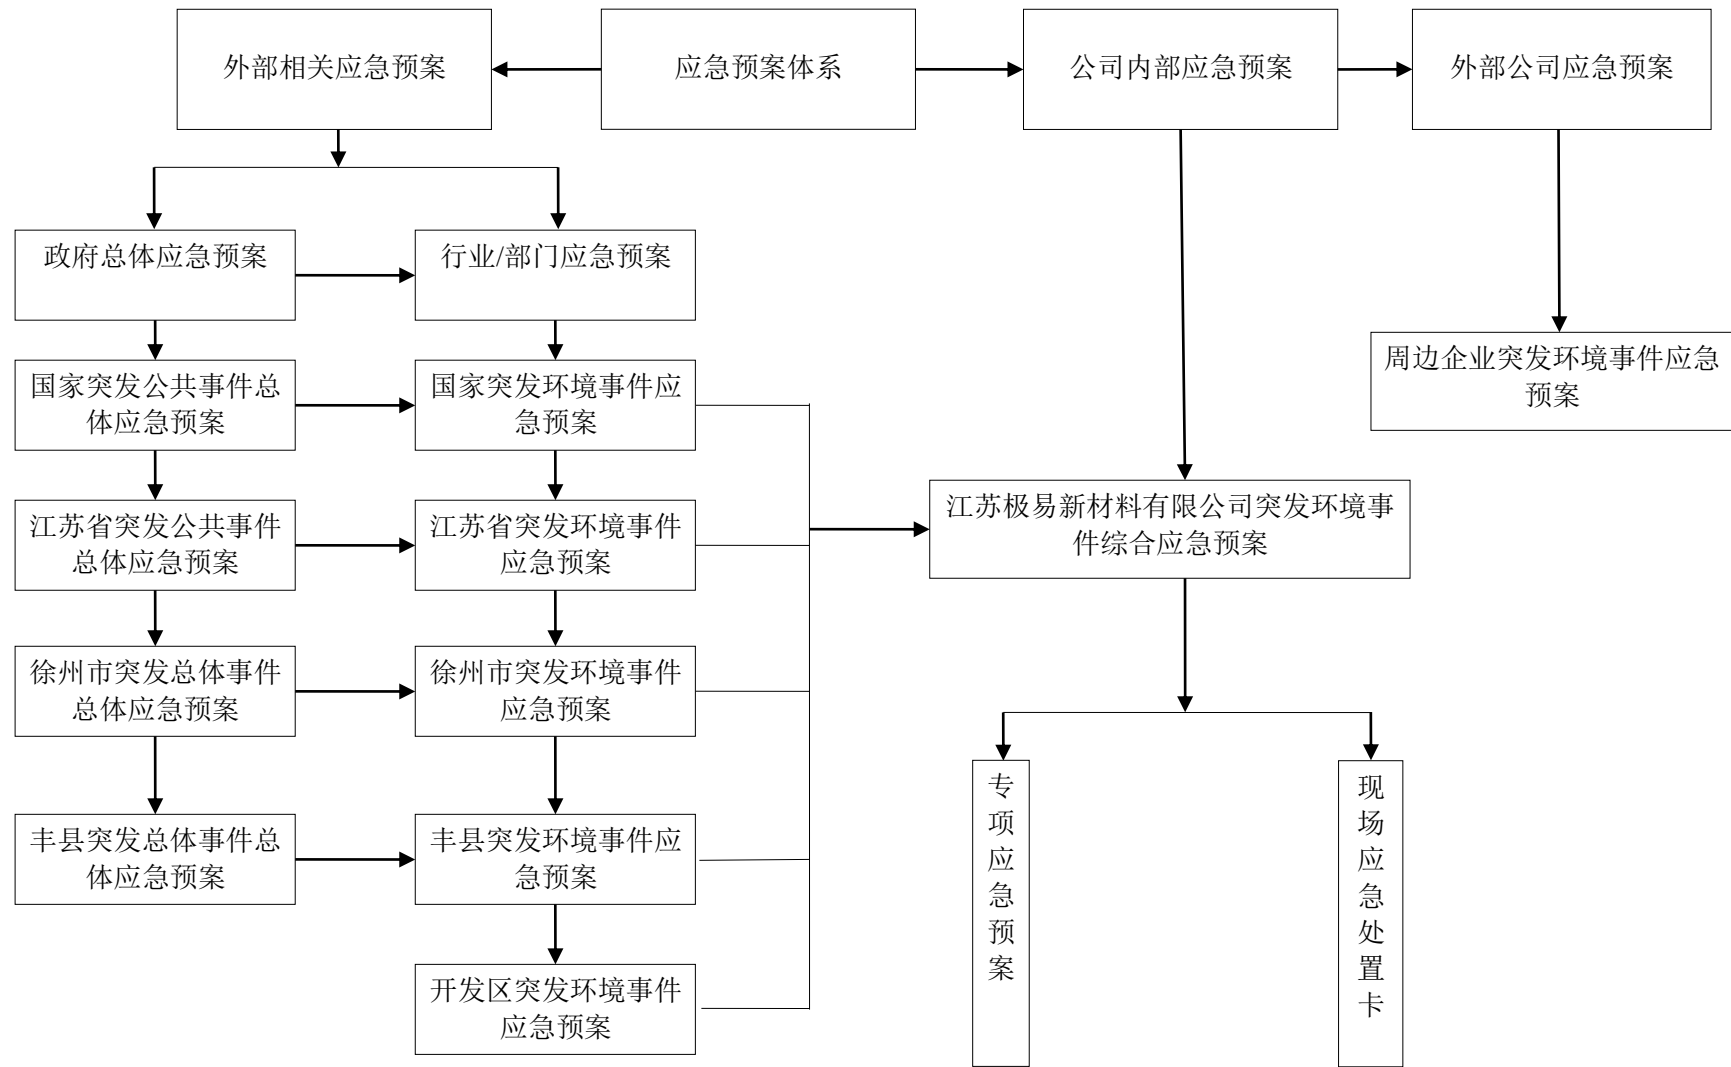 外部相关应急预案
应急预案体系
公司内部应急预案
外部公司应急预案
政府总体应急预案
行业/部门应急预案
国家突发公共事件总
体应急预案
国家突发环境事件应
急预案
周边企业突发环境事件应急
预案
江苏省突发公共事件
总体应急预案
江苏省突发环境事件
应急预案
江苏极易新材料有限公司突发环境事
件综合应急预案
徐州市突发总体事件
总体应急预案
徐州市突发环境事件
应急预案
丰县突发总体事件总
体应急预案
丰县突发环境事件应
急预案
开发区突发环境事件
应急预案
专项应急预案
现场应急处置卡